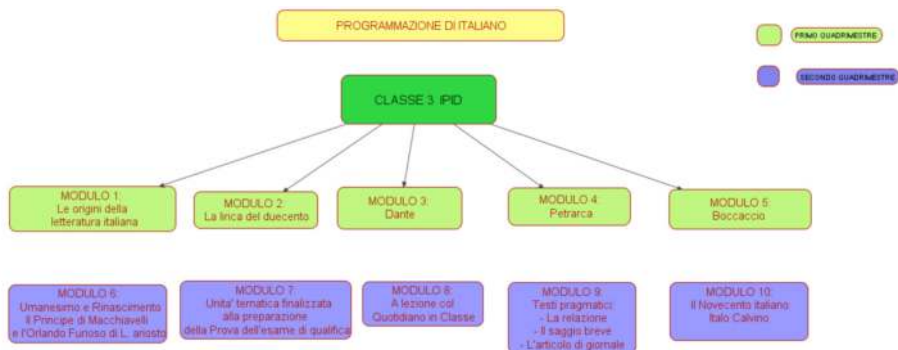 PROGRAMMAZIONE DI ITALIANO
PRIMO QUADRIMESTRE
SECONDO QUADRIMESTRE
CLASSE 3 IPID
MODULO 1:
Le origini della
letteratura italiana
MODULO 2:
La lirica del duecento
MODULO 3:
Dante
MODULO 4:
Petrarca
MODULO 5:
Boccaccio
MODULO 6:
Umanesimo e Rinascimento
Il Principe di Macchiavelli
e l'Orlando Furioso di L. ariosto
MODULO 7:
Unita' tematica finalizzata
alla preparazione
della Prova dell'esame di qualifica
MODULO 8:
A lezione col
Quotidiano in Classe
MODULO 9:
Testi pragmatici:
- La relazione
- Il saggio breve
- L'articolo di giornale
MODULO 10:
Il Novecento italiano:
Italo Calvino